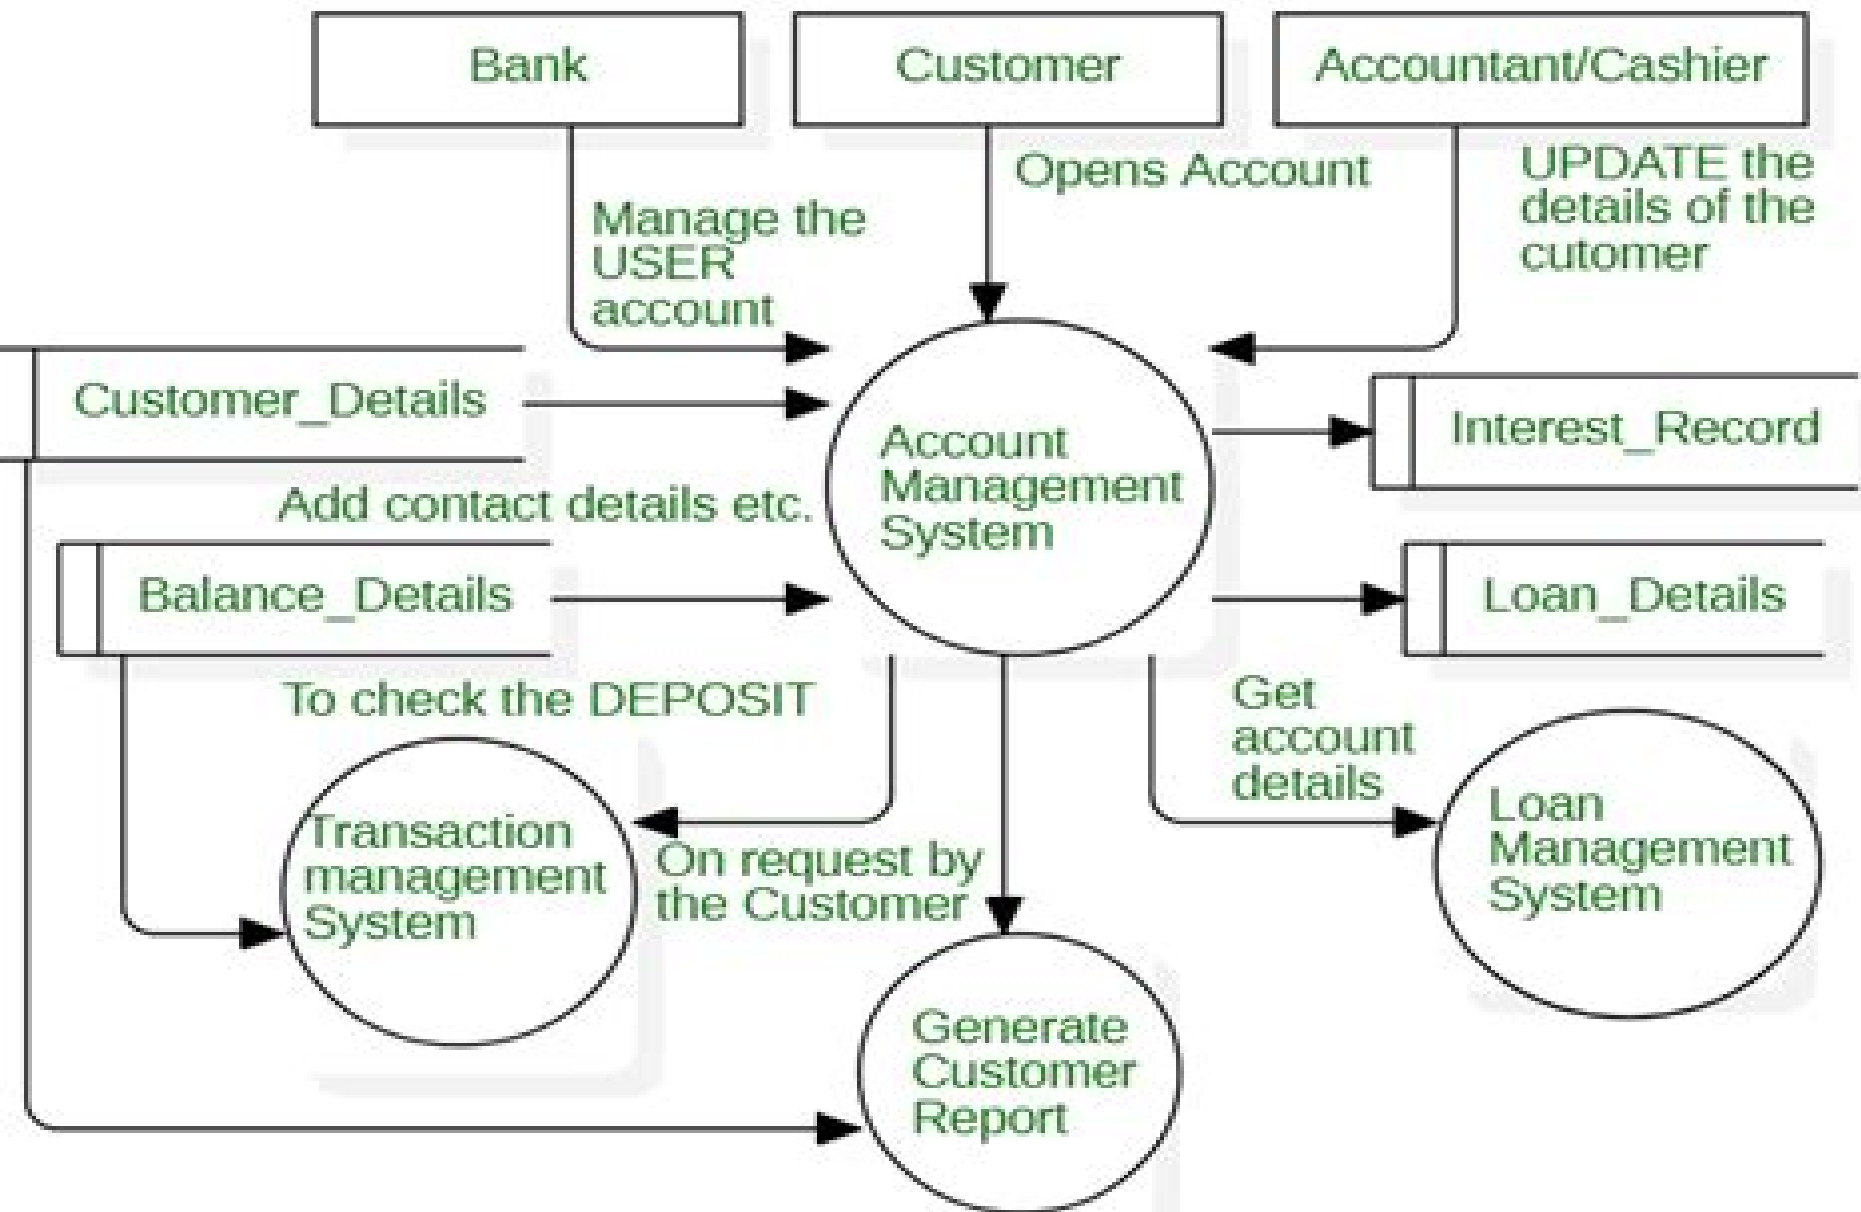 Bank
Customer
Accountant/Cashier
Opens Account
UPDATE the
details of the
cutomer
Manage the
USER
account
Customer_Details
Account
Management
System
Interest_Record
Add contact details etc.
Balance_Details
Loan_Details
To check the DEPOSIT
Get
account
details
Transaction
management
System
On request by
the Customer
Loan
Management
System
Generate
Customer
Report